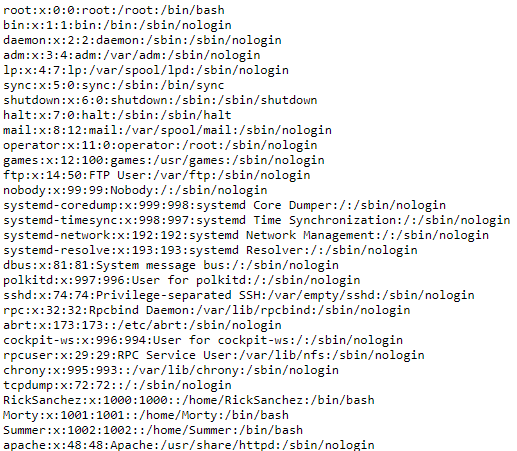 root:x:0:0:root:/root:/bin/bash
bin:x:1:1:bin:/bin:/sbin/nologin
daemon:x:2:2:daemon:/sbin:/sbin/nologin
adm:x:3:4:adm:/var/adm:/sbin/nologin
lp:x:4:7:lp:/var/spool/lpd:/sbin/nologin
sync:x:5:0:sync:/sbin:/bin/sync
shutdown:x:6:0:shutdown:/sbin:/sbin/shutdown
halt:x:7:0:halt:/sbin:/sbin/halt
mail:x:8:12:mail:/var/spool/mail:/sbin/nologin
operator:x:11:0:operator:/root:/sbin/nologin
games:x:12:100:games:/usr/games:/sbin/nologin
ftp:x:14:50:FTP User:/var/ftp:/sbin/nologin
nobody:x:99:99:Nobody:/:/sbin/nologin
systemd-coredump:x:999:998:systemd Core Dumper:/:/sbin/nologin
systemd-timesync:x:998:997:systemd Time Synchronization:/:/sbin/nologin
systemd-network:x:192:192:systemd Network Management:/:/sbin/nologin
systemd-resolve:x:193:193:systemd Resolver:/:/sbin/nologin
dbus:x:81:81:System message bus:/:/sbin/nologin
polkitd:x:997:996:User for polkitd:/:/sbin/nologin
sshd:x:74:74:Privilege-separated SSH:/var/empty/sshd:/sbin/nologin
rpc:x:32:32:Rpcbind Daemon:/var/lib/rpcbind:/sbin/nologin
abrt:x:173:173::/etc/abrt:/sbin/nologin
cockpit-ws:x:996:994:User for cockpit-ws:/:/sbin/nologin
rpcuser:x:29:29:RPC Service User:/var/lib/nfs:/sbin/nologin
chrony:x:995:993::/var/lib/chrony:/sbin/nologin
tcpdump:x:72:72::/:/sbin/nologin
RickSanchez:x:1000:1000::/home/RickSanchez:/bin/bash
Morty:x:1001:1001::/home/Morty:/bin/bash
Summer:x:1002:1002::/home/Summer:/bin/bash
apache:x:48:48:Apache:/usr/share/httpd:/sbin/nologin